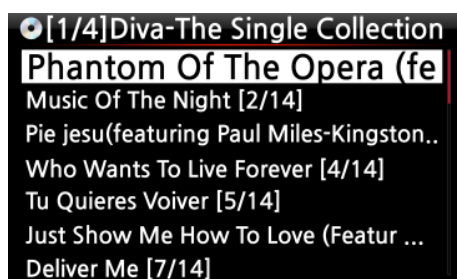 [1/4]Diva-The Single Collection
Phantom Of The Opera (fe
Music Of The Night [2/14]
Pie jesu(featuring Paul Miles-Kingston..
Who Wants To Live Forever [4/14]
Tu Quieres Voiver [5/14]
Just Show Me How To Love (Featur ...
Deliver Me [7/14]